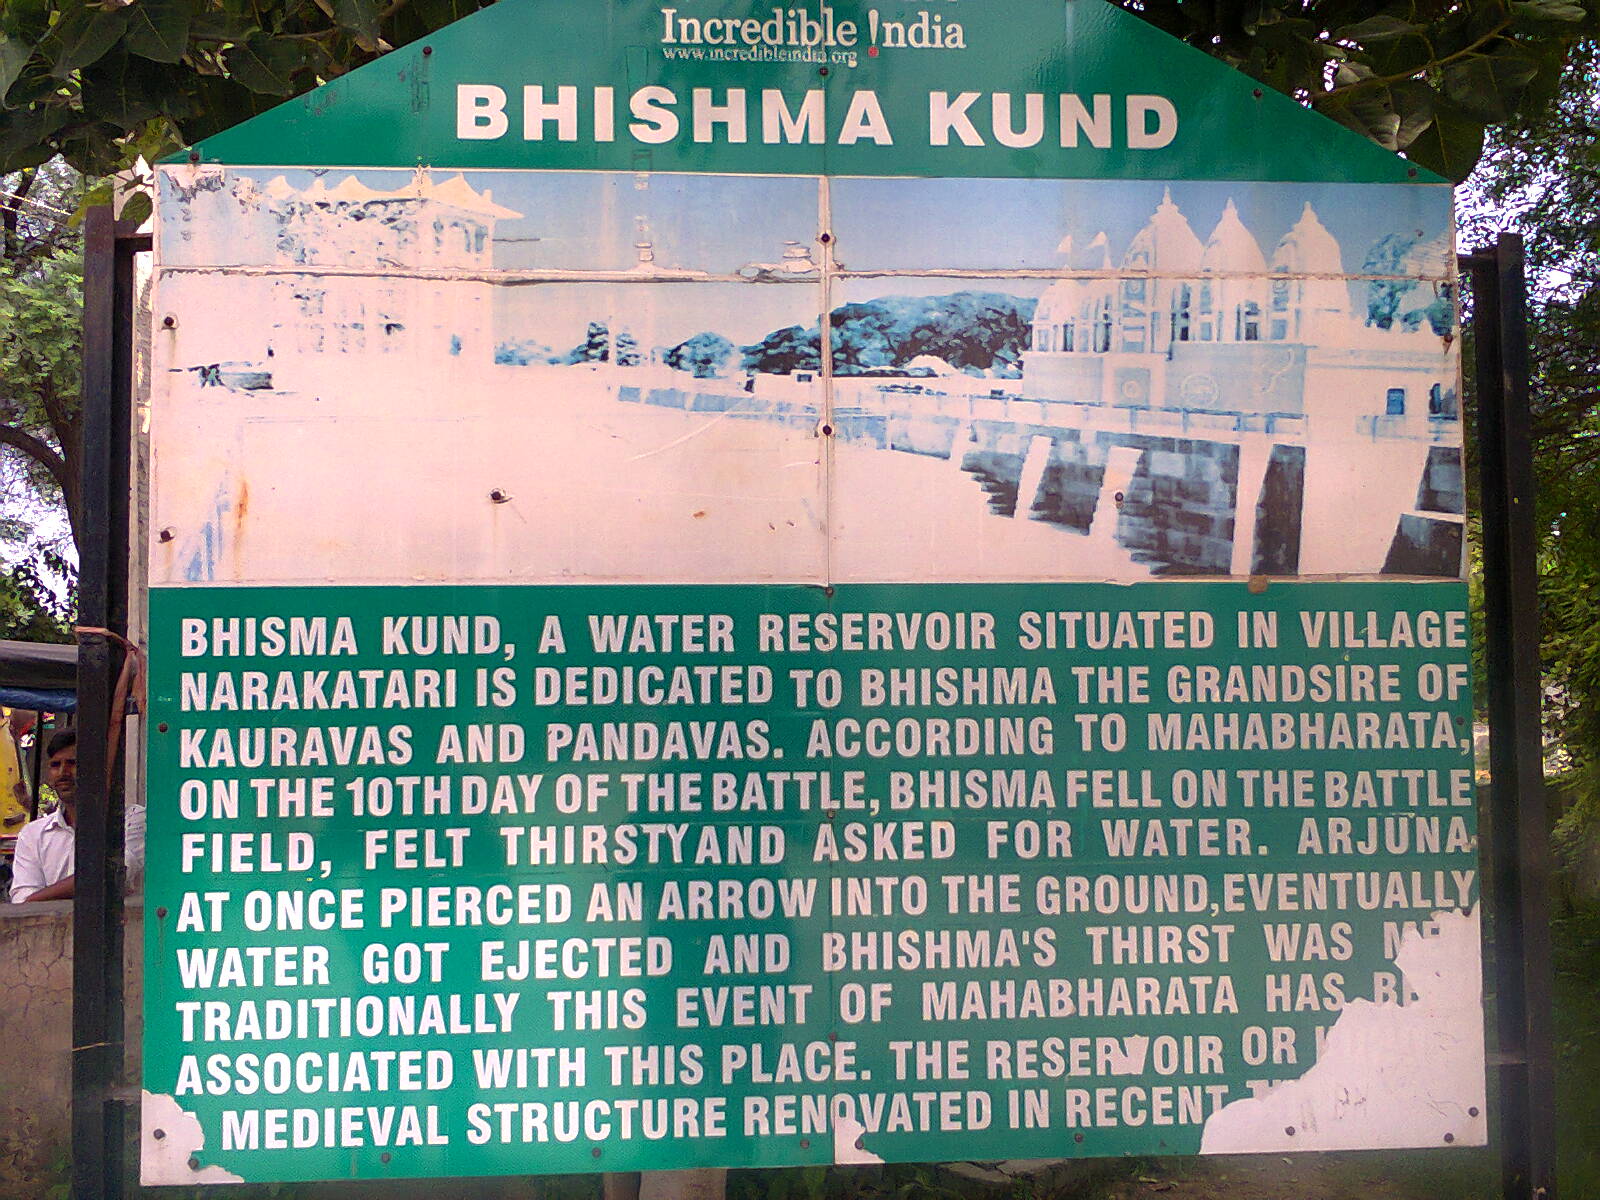 Incredible !ndia
www.incredibleindia.org
BHISHMA KUND
BHISMA KUND, A WATER RESERVOIR SITUATED IN VILLAGE
NARAKATARI IS DEDICATED TO BHISHMA THE GRANDSIRE OF
KAURAVAS AND PANDAVAS. ACCORDING TO MAHABHARATA,
ON THE 10TH DAY OF THE BATTLE, BHISMA FELL ON THE BATTLE
FIELD, FELT THIRSTY AND ASKED FOR WATER. ARJUNA
AT ONCE PIERCED AN ARROW INTO THE GROUND, EVENTUALLY
WATER GOT EJECTED AND BHISHMA'S THIRST WAS
TRADITIONALLY THIS EVENT OF MAHABHARATA HAS
ASSOCIATED WITH THIS PLACE. THE RESERVOIR OR
MEDIEVAL STRUCTURE RENOVATED IN RECENT